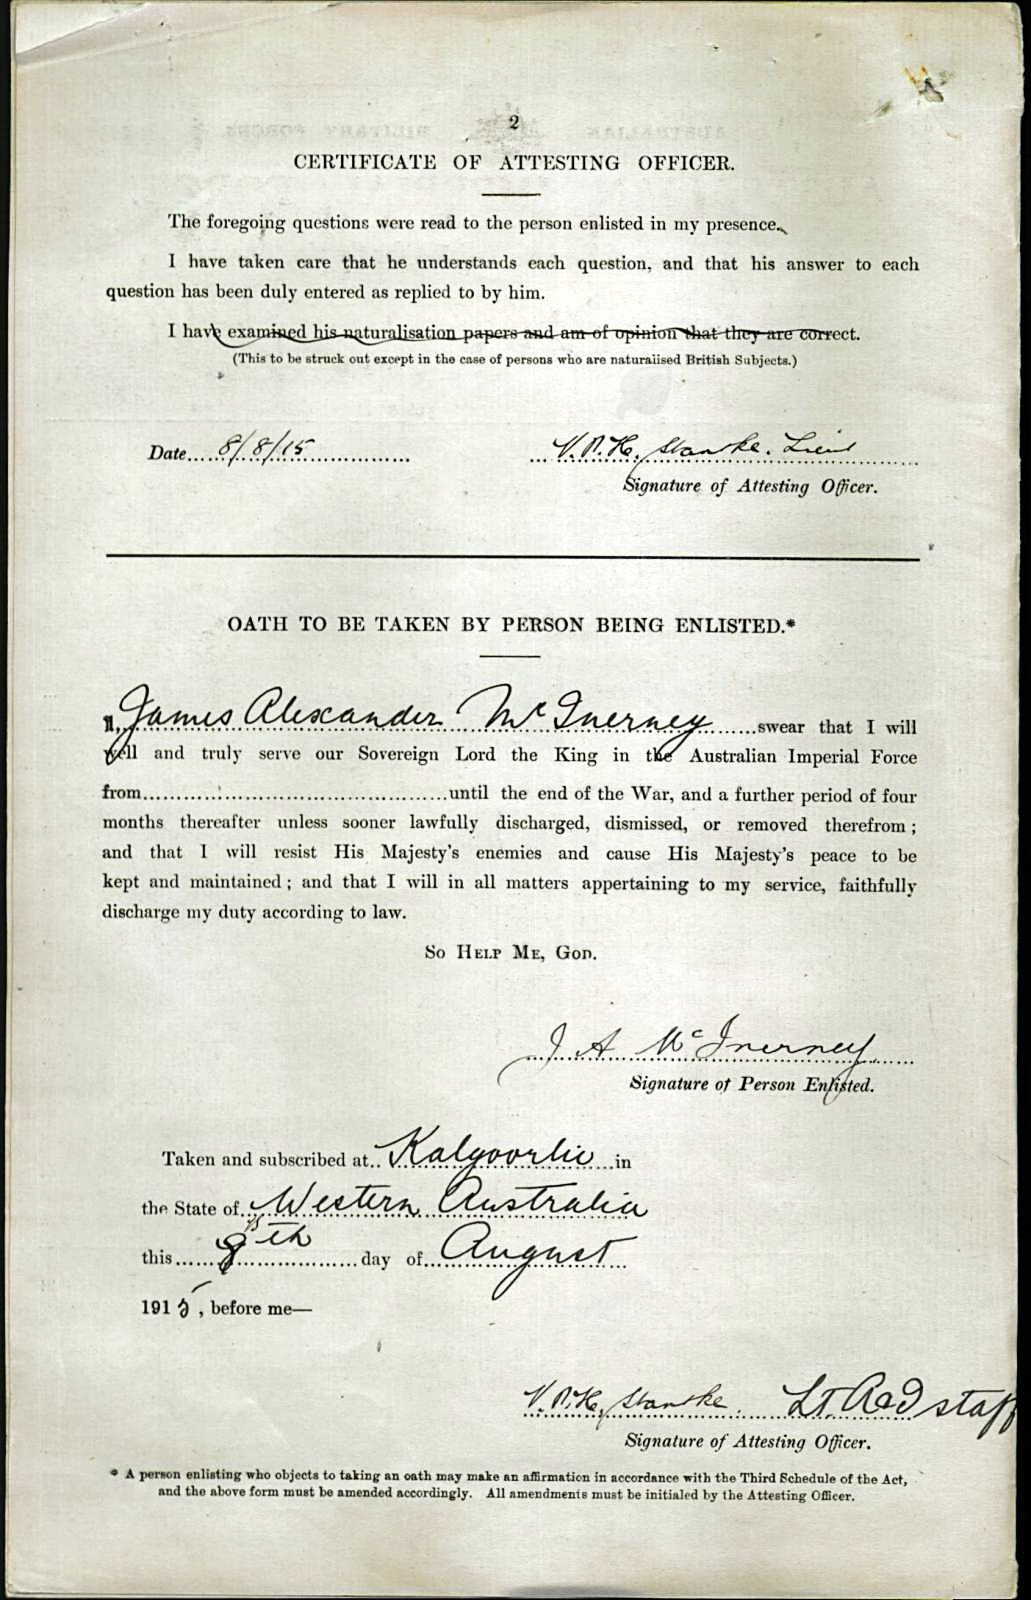 2
CERTIFICATE OF ATTESTING OFFICER.
The foregoing questions were read to the person enlisted in my presence.
I have taken care that he understands each question, and that his answer to each
question has been duly entered as replied to by him.
I have examined his naturalisation papers and am of opinion that they are correct.
(This to be struck out except in the case of persons who are naturalised British Subjects.)
Date 8/8/15 V.P.H. Stantke. Lieut
Signature of Attesting Officer.
OATH TO BE TAKEN BY PERSON BEING ENLISTED.*
I, James Alexander McInerney swear that I will
well and truly serve our Sovereign Lord the King in the Australian Imperial Force
from until the end of the War, and a further period of four
months thereafter unless sooner lawfully discharged, dismissed, or removed therefrom;
and that I will resist His Majesty's enemies and cause His Majesty's peace to be
kept and maintained; and that I will in all matters appertaining to my service, faithfully
discharge my duty according to law.
So Help Me, God.
J A McInerney
Signature of Person Enlisted.
Taken and subscribed at Kalgoorlie in
the State of Western Australia
this 8th day of August
1915, before me—
V.P.H. Stantke. Lt. A&I staff
Signature of Attesting Officer.
* A person enlisting who objects to taking an oath may make an affirmation in accordance with the Third Schedule of the Act,
and the above form must be amended accordingly. All amendments must be initialed by the Attesting Officer.